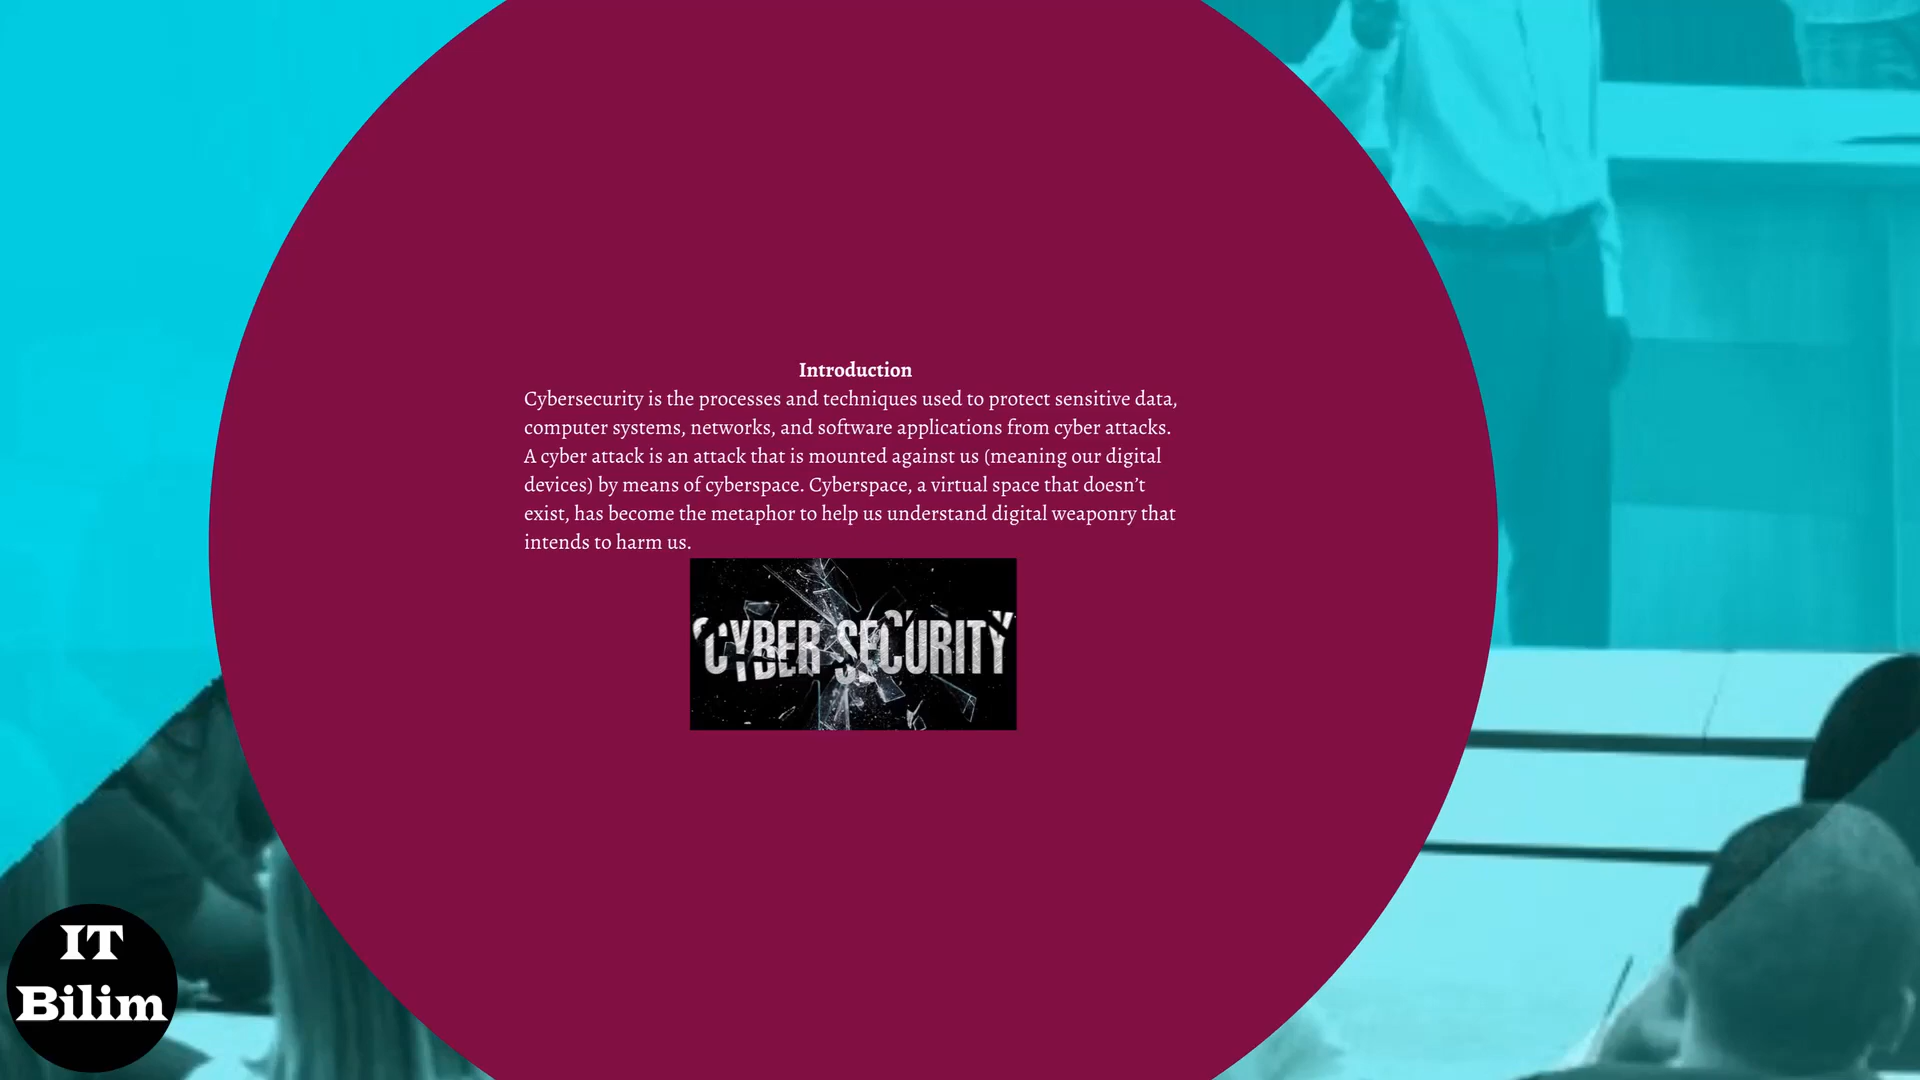 Introduction
Cybersecurity is the processes and techniques used to protect sensitive data,
computer systems, networks, and software applications from cyber attacks.
A cyber attack is an attack that is mounted against us (meaning our digital
devices) by means of cyberspace. Cyberspace, a virtual space that doesn’t
exist, has become the metaphor to help us understand digital weaponry that
intends to harm us.
CYBER SECURITY
IT
Bilim